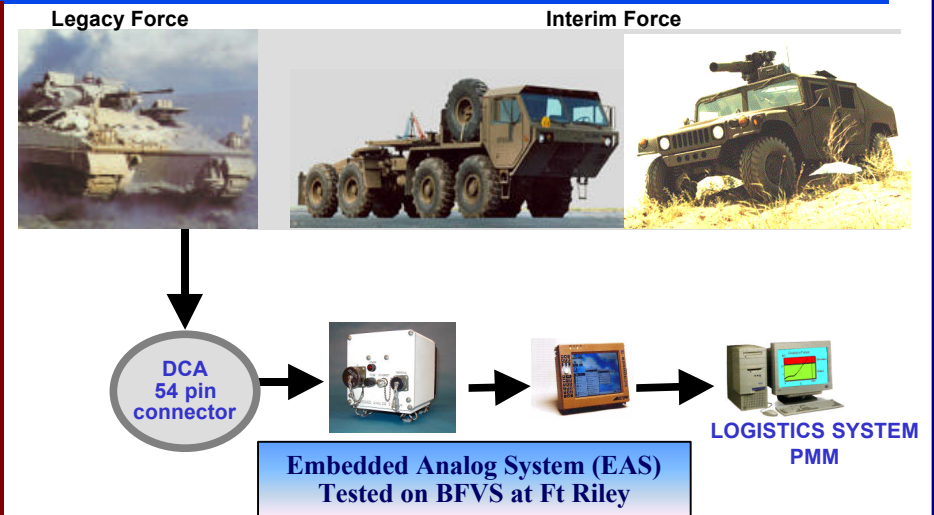 Legacy Force
Interim Force
DCA
54 pin
connector
LOGISTICS SYSTEM
PMM
Embedded Analog System (EAS)
Tested on BFVS at Ft Riley